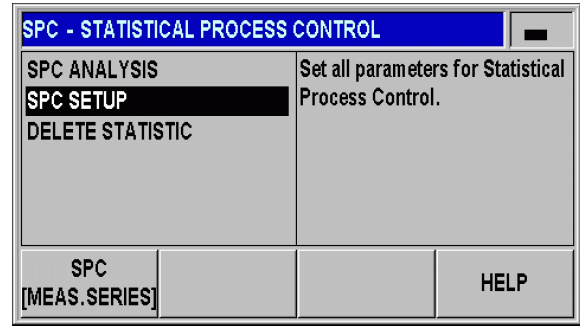 SPC - STATISTICAL PROCESS CONTROL
SPC ANALYSIS
SPC SETUP
DELETE STATISTIC
Set all parameters for Statistical
Process Control.
SPC
[MEAS.SERIES]
HELP